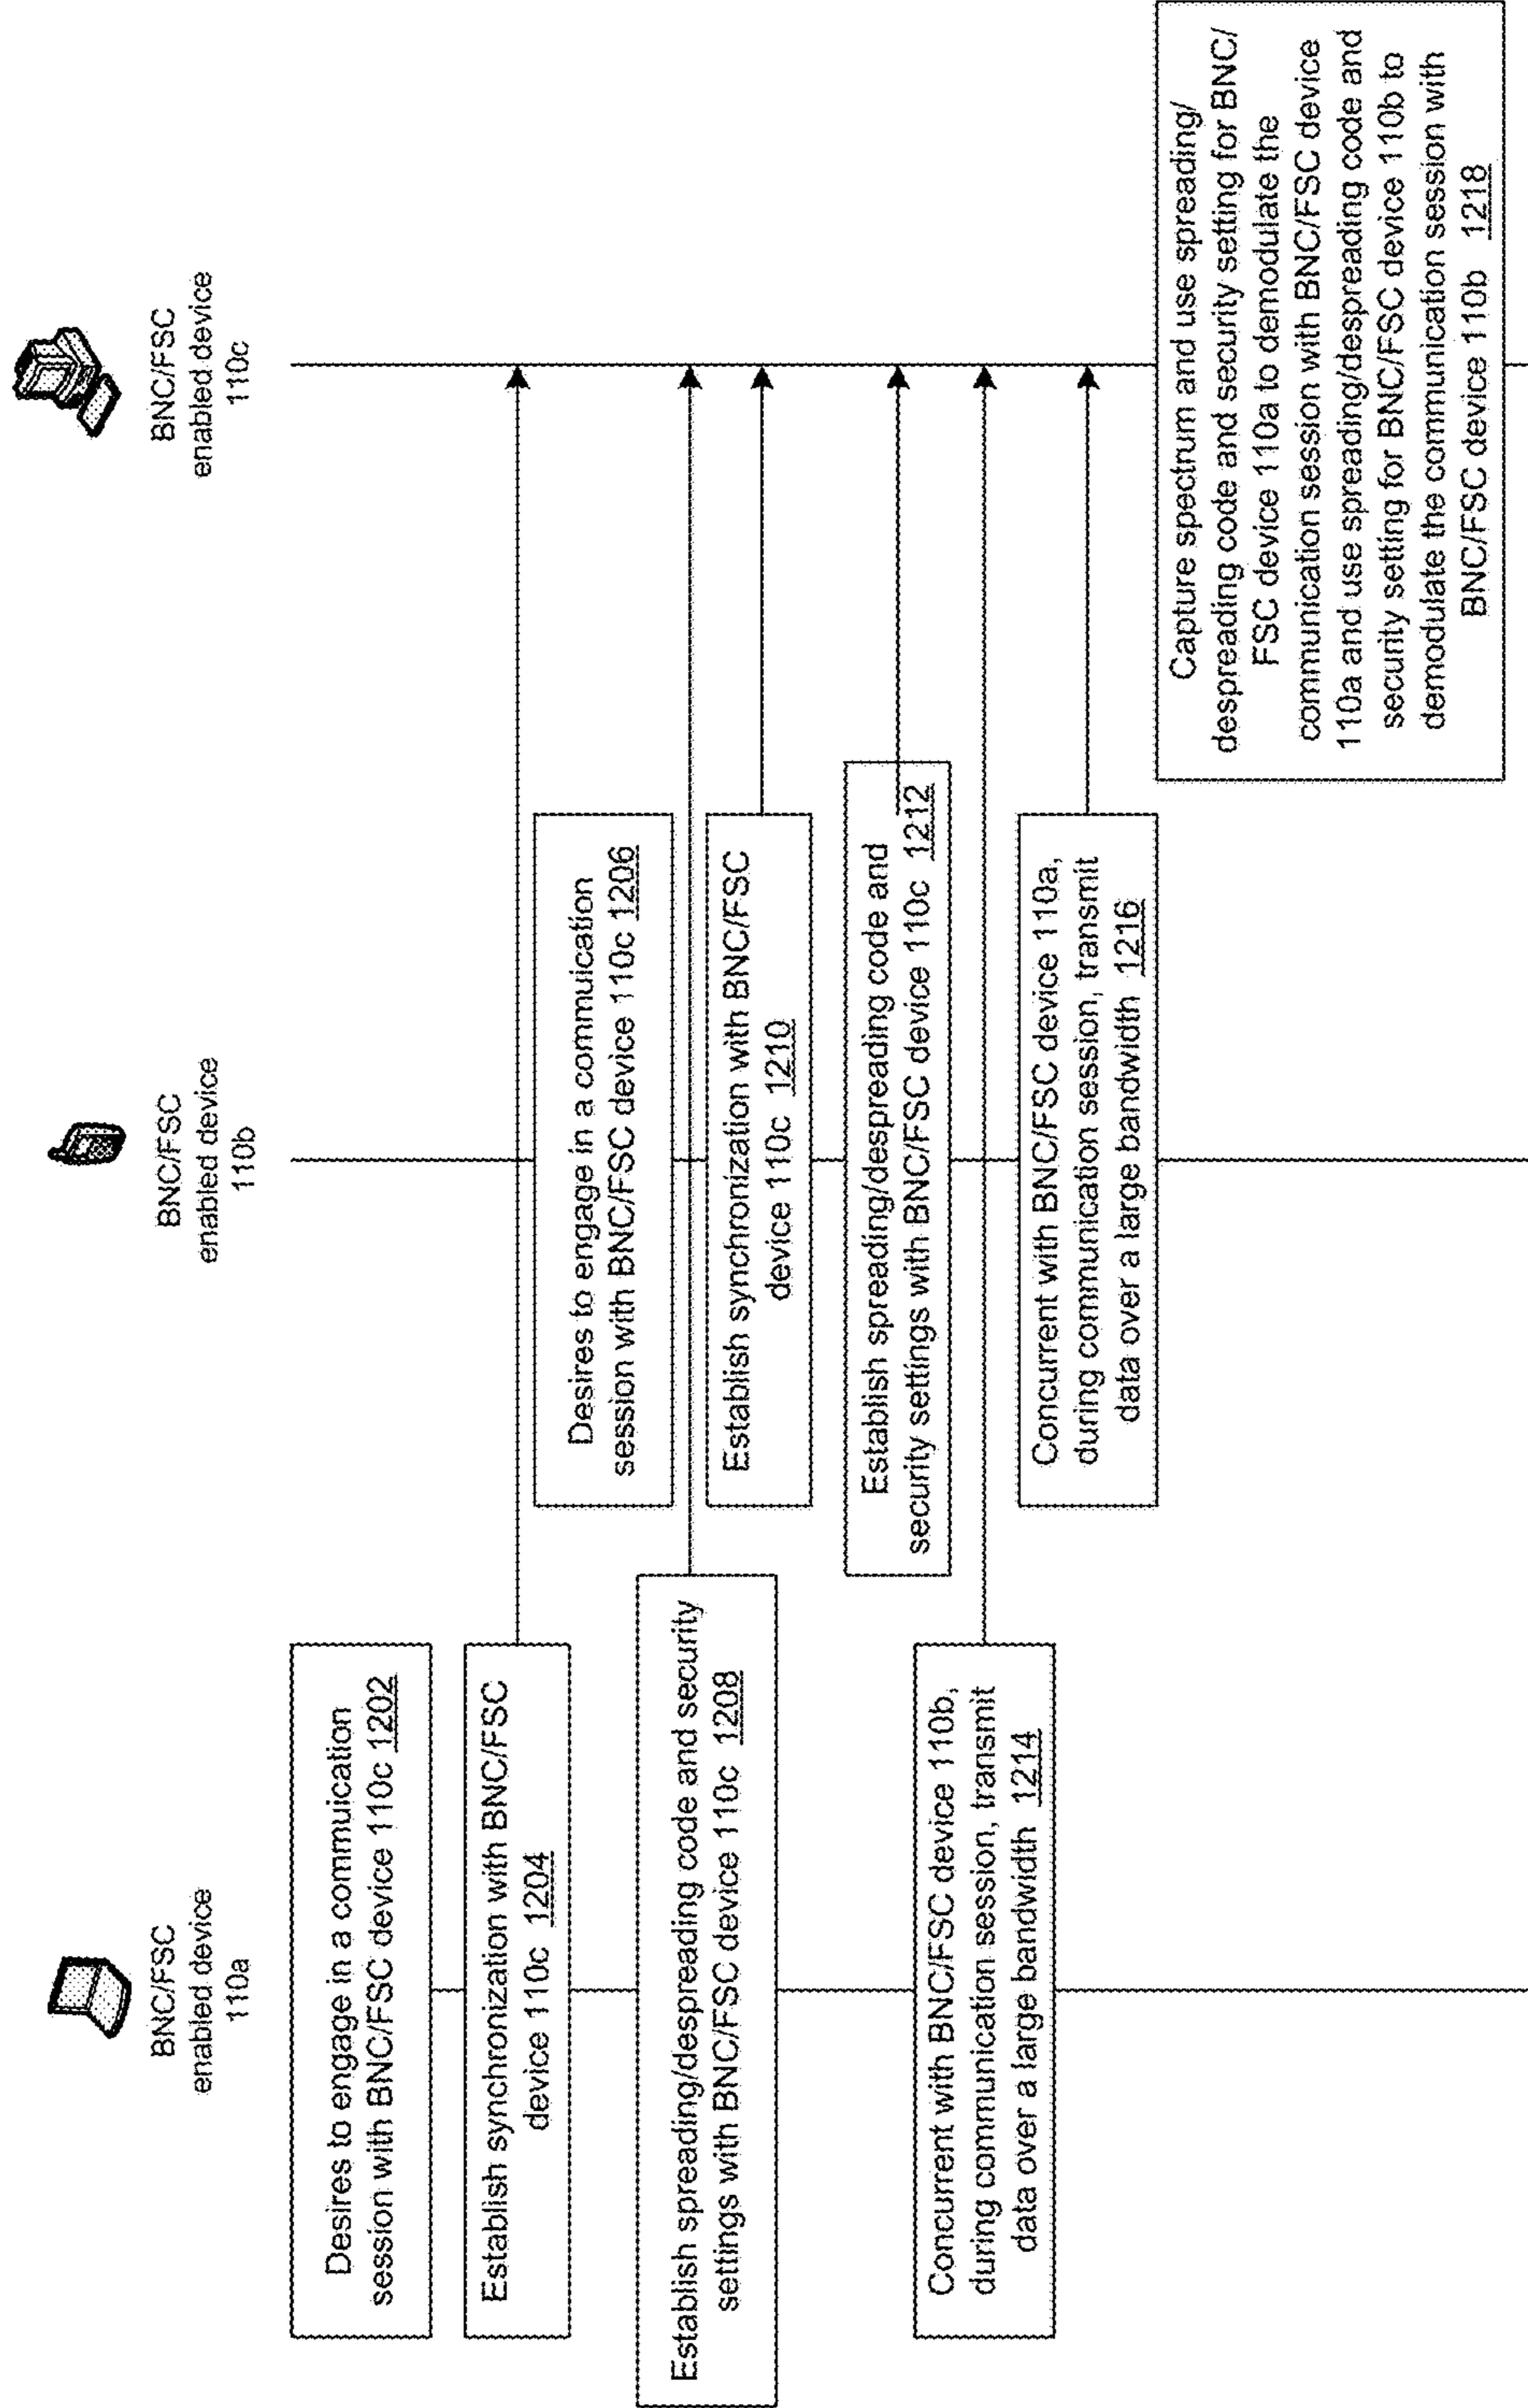 BNC/FSC
enabled device
110a
BNC/FSC
enabled device
110b
BNC/FSC
enabled device
110c
Desires to engage in a commuication
session with BNC/FSC device 110c 1202
Establish synchronization with BNC/FSC
device 110c 1204
Desires to engage in a commuication
session with BNC/FSC device 110c 1206
Establish spreading/despreading code and security
settings with BNC/FSC device 110c 1208
Establish synchronization with BNC/FSC
device 110c 1210
Establish spreading/despreading code and
security settings with BNC/FSC device 110c 1212
Concurrent with BNC/FSC device 110b,
during communication session, transmit
data over a large bandwidth 1214
Concurrent with BNC/FSC device 110a,
during communication session, transmit
data over a large bandwidth 1216
Capture spectrum and use spreading/
despreading code and security setting for BNC/
FSC device 110a to demodulate the
communication session with BNC/FSC device
110a and use spreading/despreading code and
security setting for BNC/FSC device 110b to
demodulate the communication session with
BNC/FSC device 110b 1218